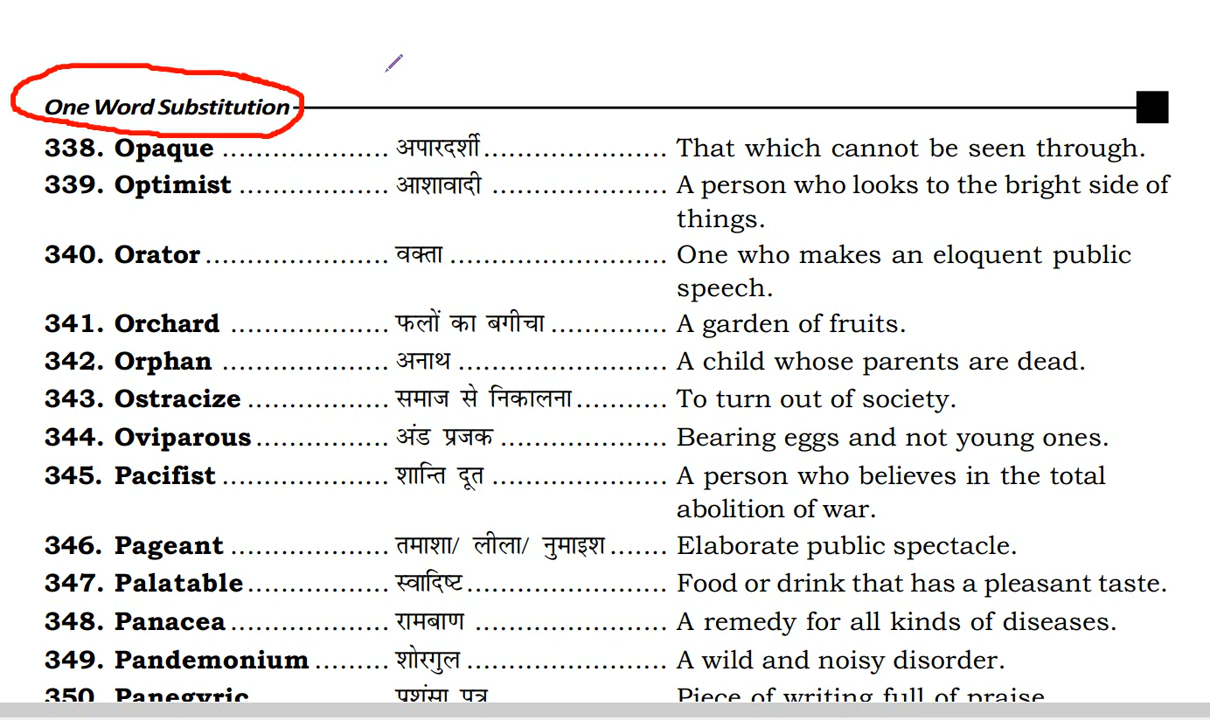 One Word Substitution
338. Opaque .................... अपारदर्शी...................... That which cannot be seen through.
339. Optimist .................. आशावादी ..................... A person who looks to the bright side of
things.
340. Orator ...................... वक्ता .......................... One who makes an eloquent public
speech.
341. Orchard ................... फलों का बगीचा .............. A garden of fruits.
342. Orphan .................... अनाथ ......................... A child whose parents are dead.
343. Ostracize ................. समाज से निकालना........... To turn out of society.
344. Oviparous ................ अंड प्रजक .................... Bearing eggs and not young ones.
345. Pacifist .................... शान्ति दूत ..................... A person who believes in the total
abolition of war.
346. Pageant ................... तमाशा/ लीला/ नुमाइश....... Elaborate public spectacle.
347. Palatable ................. स्वादिष्ट........................ Food or drink that has a pleasant taste.
348. Panacea ................... रामबाण ....................... A remedy for all kinds of diseases.
349. Pandemonium ......... शोरगुल ........................ A wild and noisy disorder.
350. Panegyric प्रशंसा पत्र Piece of writing full of praise